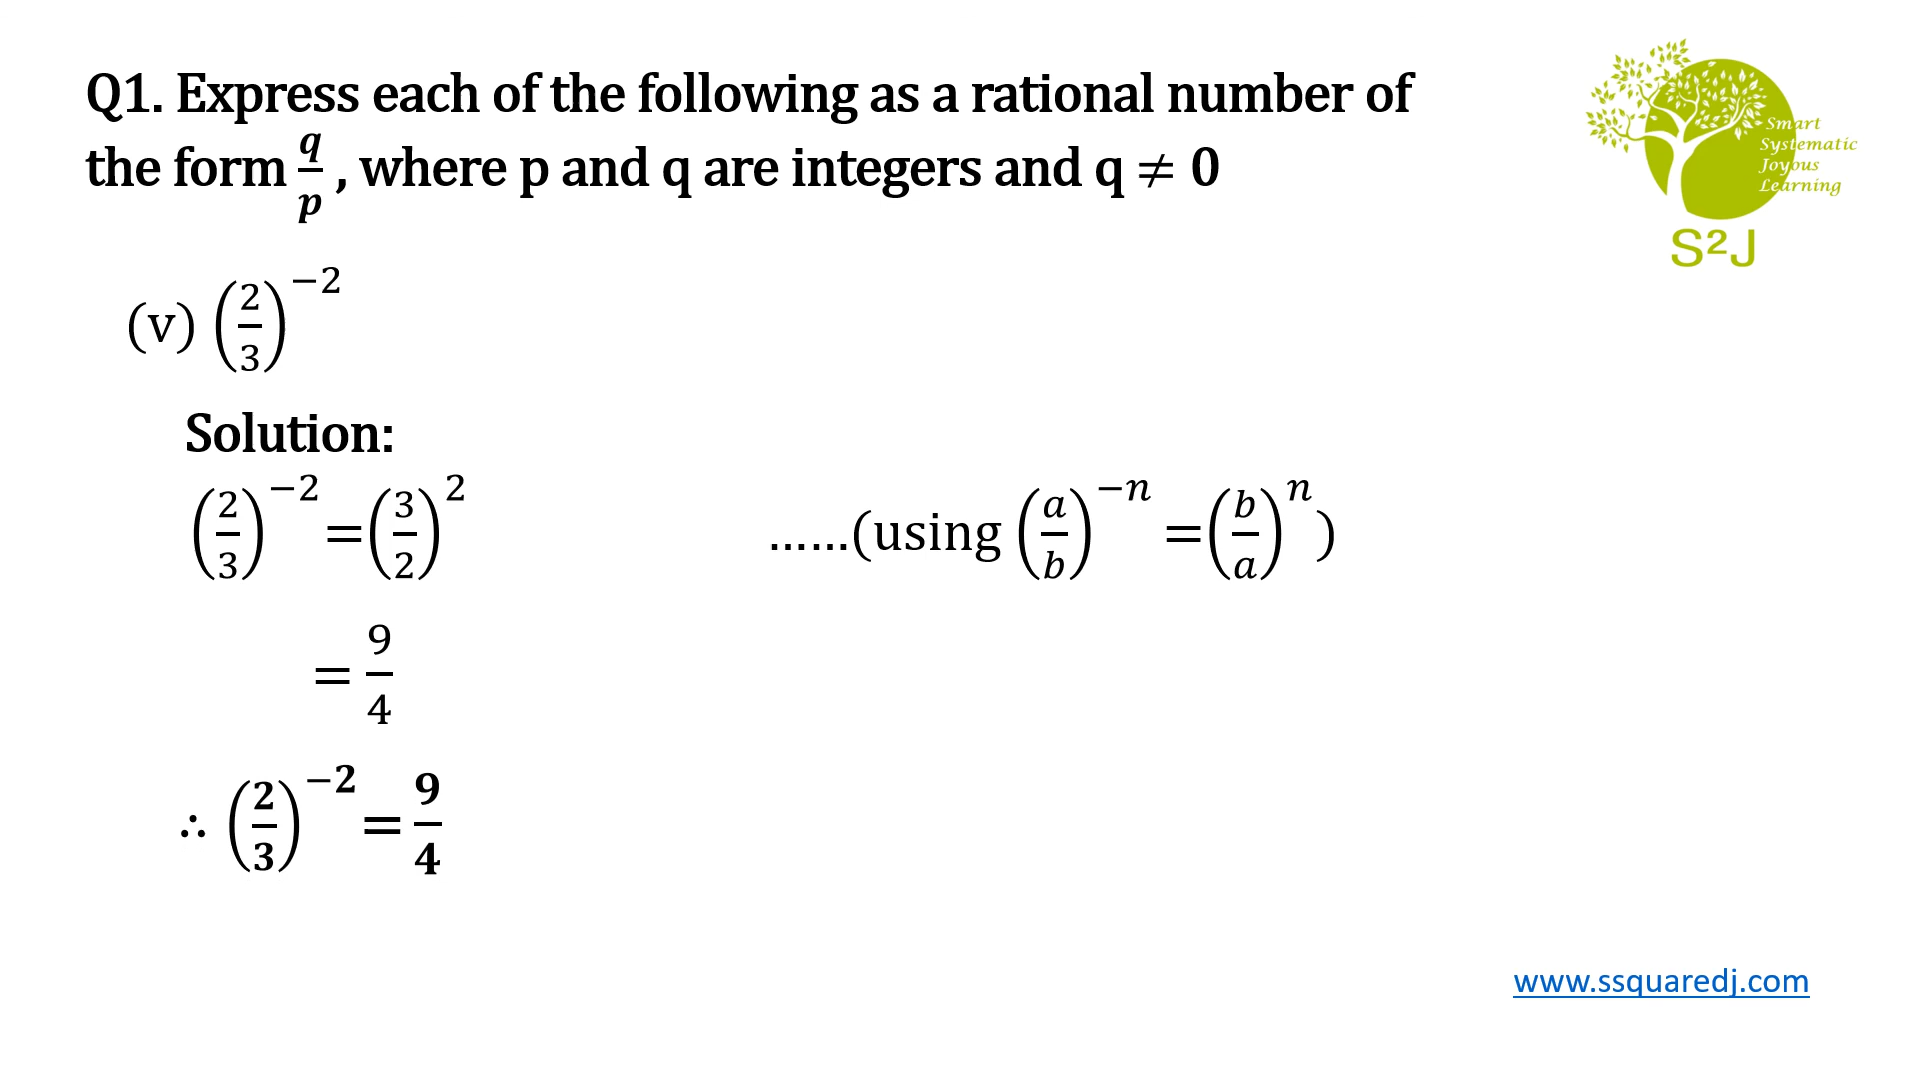 Q1. Express each of the following as a rational number of
the form q/p , where p and q are integers and q ≠ 0
Smart
Systematic
Joyous
Learning
S²J
(v) (2/3)^−2
Solution:
(2/3)^−2 = (3/2)^2 ......(using (a/b)^−n = (b/a)^n)
= 9/4
∴ (2/3)^−2 = 9/4
www.ssquaredj.com